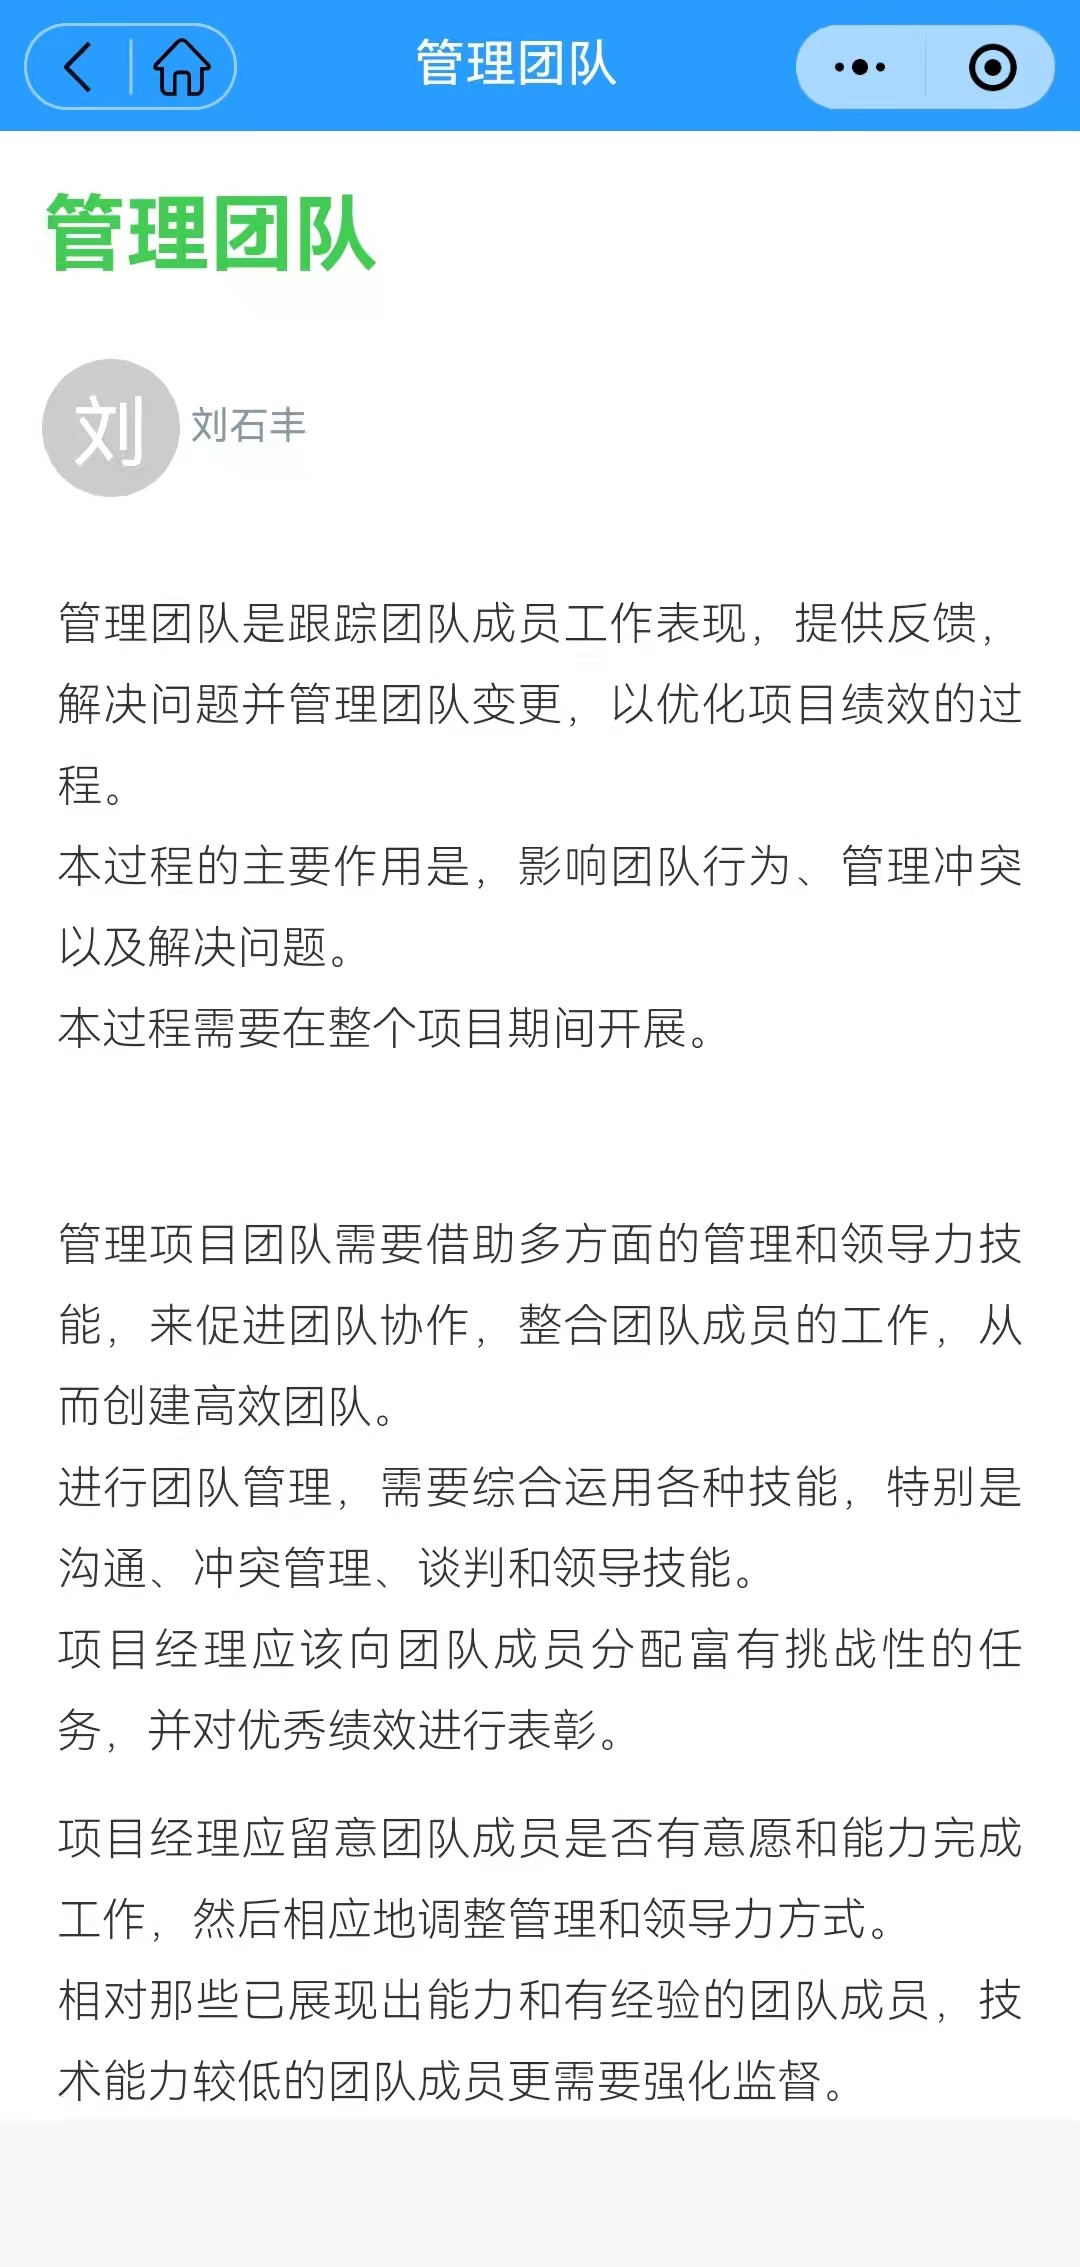 管理团队
管理团队
刘 刘石丰
管理团队是跟踪团队成员工作表现，提供反馈，
解决问题并管理团队变更，以优化项目绩效的过
程。
本过程的主要作用是，影响团队行为、管理冲突
以及解决问题。
本过程需要在整个项目期间开展。
管理项目团队需要借助多方面的管理和领导力技
能，来促进团队协作，整合团队成员的工作，从
而创建高效团队。
进行团队管理，需要综合运用各种技能，特别是
沟通、冲突管理、谈判和领导技能。
项目经理应该向团队成员分配富有挑战性的任
务，并对优秀绩效进行表彰。
项目经理应留意团队成员是否有意愿和能力完成
工作，然后相应地调整管理和领导力方式。
相对那些已展现出能力和有经验的团队成员，技
术能力较低的团队成员更需要强化监督。